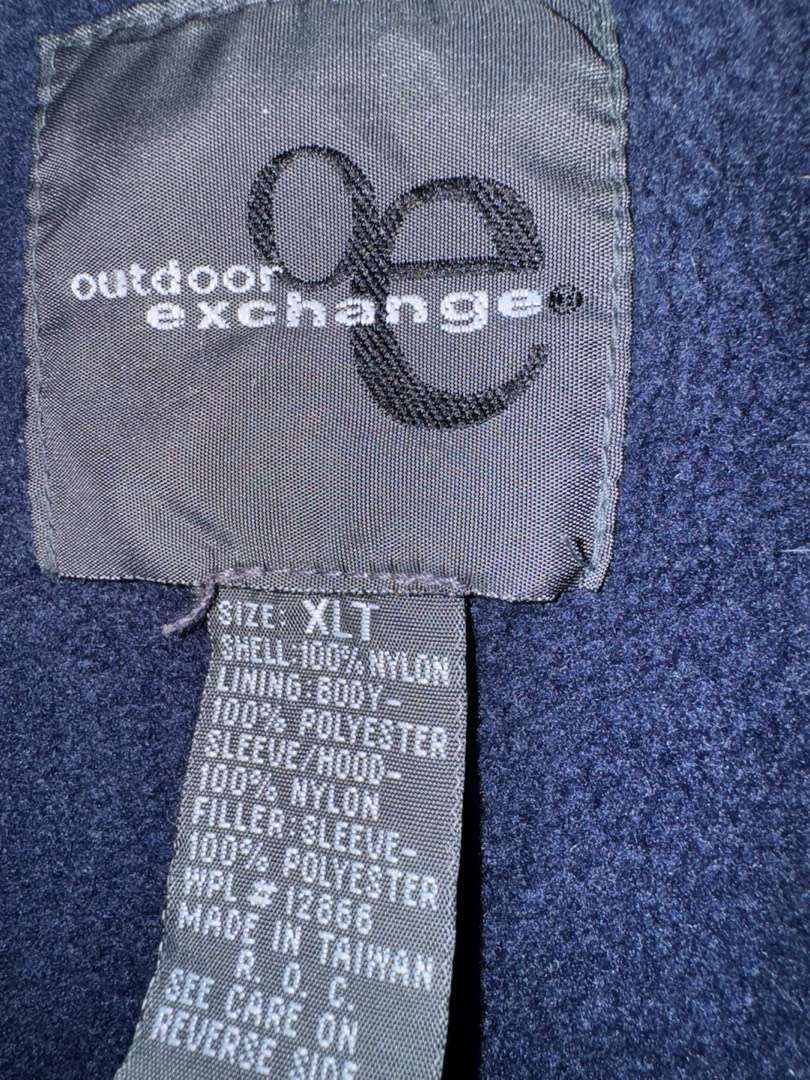 oe
outdoor
exchange®
SIZE: XLT
SHELL-100% NYLON
LINING: BODY-
100% POLYESTER
SLEEVE/HOOD-
100% NYLON
FILLER: SLEEVE-
100% POLYESTER
WPL # 12866
MADE IN TAIWAN
R. O. C.
SEE CARE ON
REVERSE SIDE